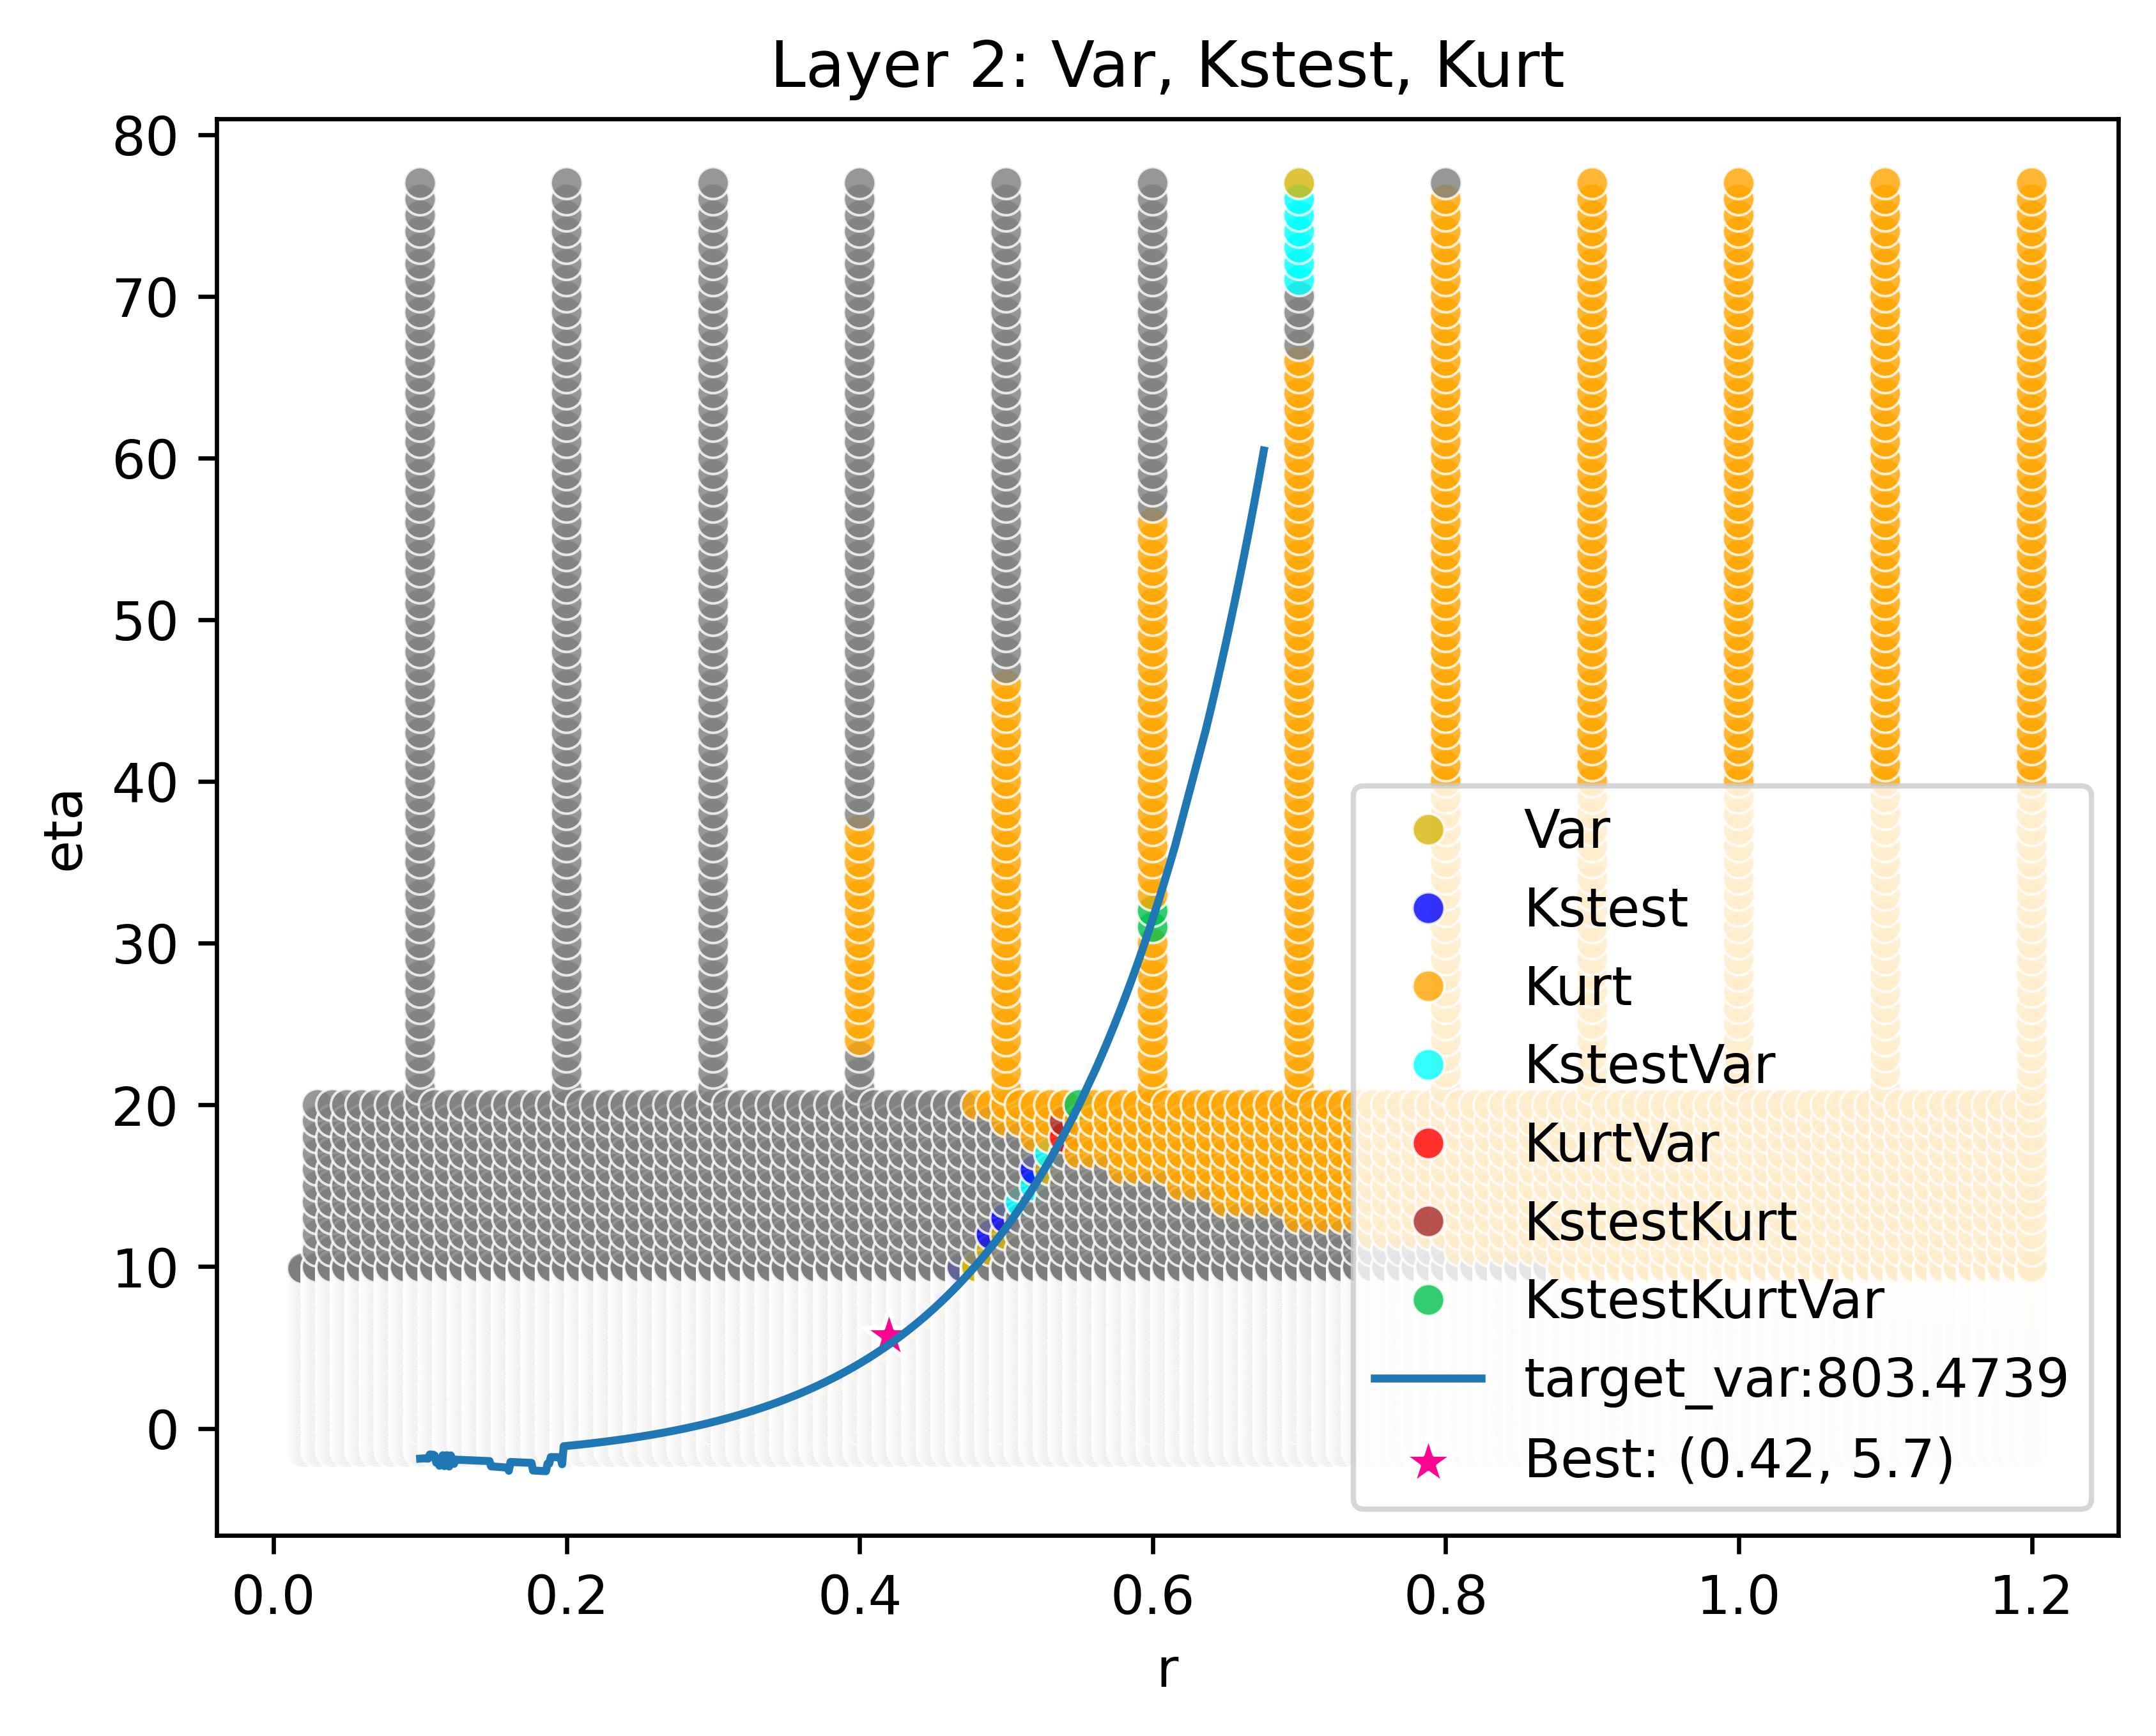 Layer 2: Var, Kstest, Kurt
80
70
60
50
40
30
20
10
0
eta
Var
Kstest
Kurt
KstestVar
KurtVar
KstestKurt
KstestKurtVar
target_var:803.4739
Best: (0.42, 5.7)
0.0 0.2 0.4 0.6 0.8 1.0 1.2
r